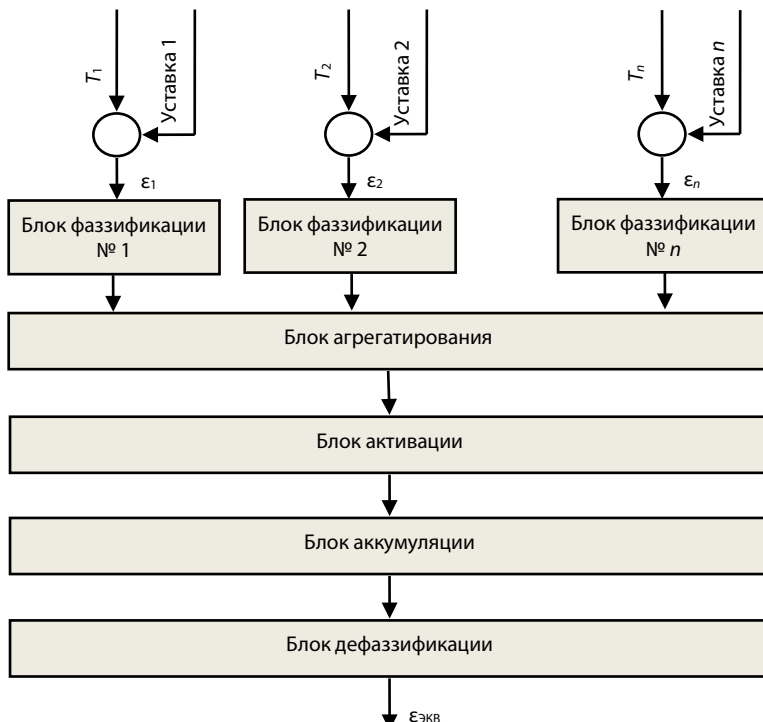 T1
Уставка 1
T2
Уставка 2
Tn
Уставка n
ε1
ε2
εn
Блок фаззификации
№ 1
Блок фаззификации
№ 2
Блок фаззификации
№ n
Блок агрегатирования
Блок активации
Блок аккумуляции
Блок дефаззификации
εЭКВ